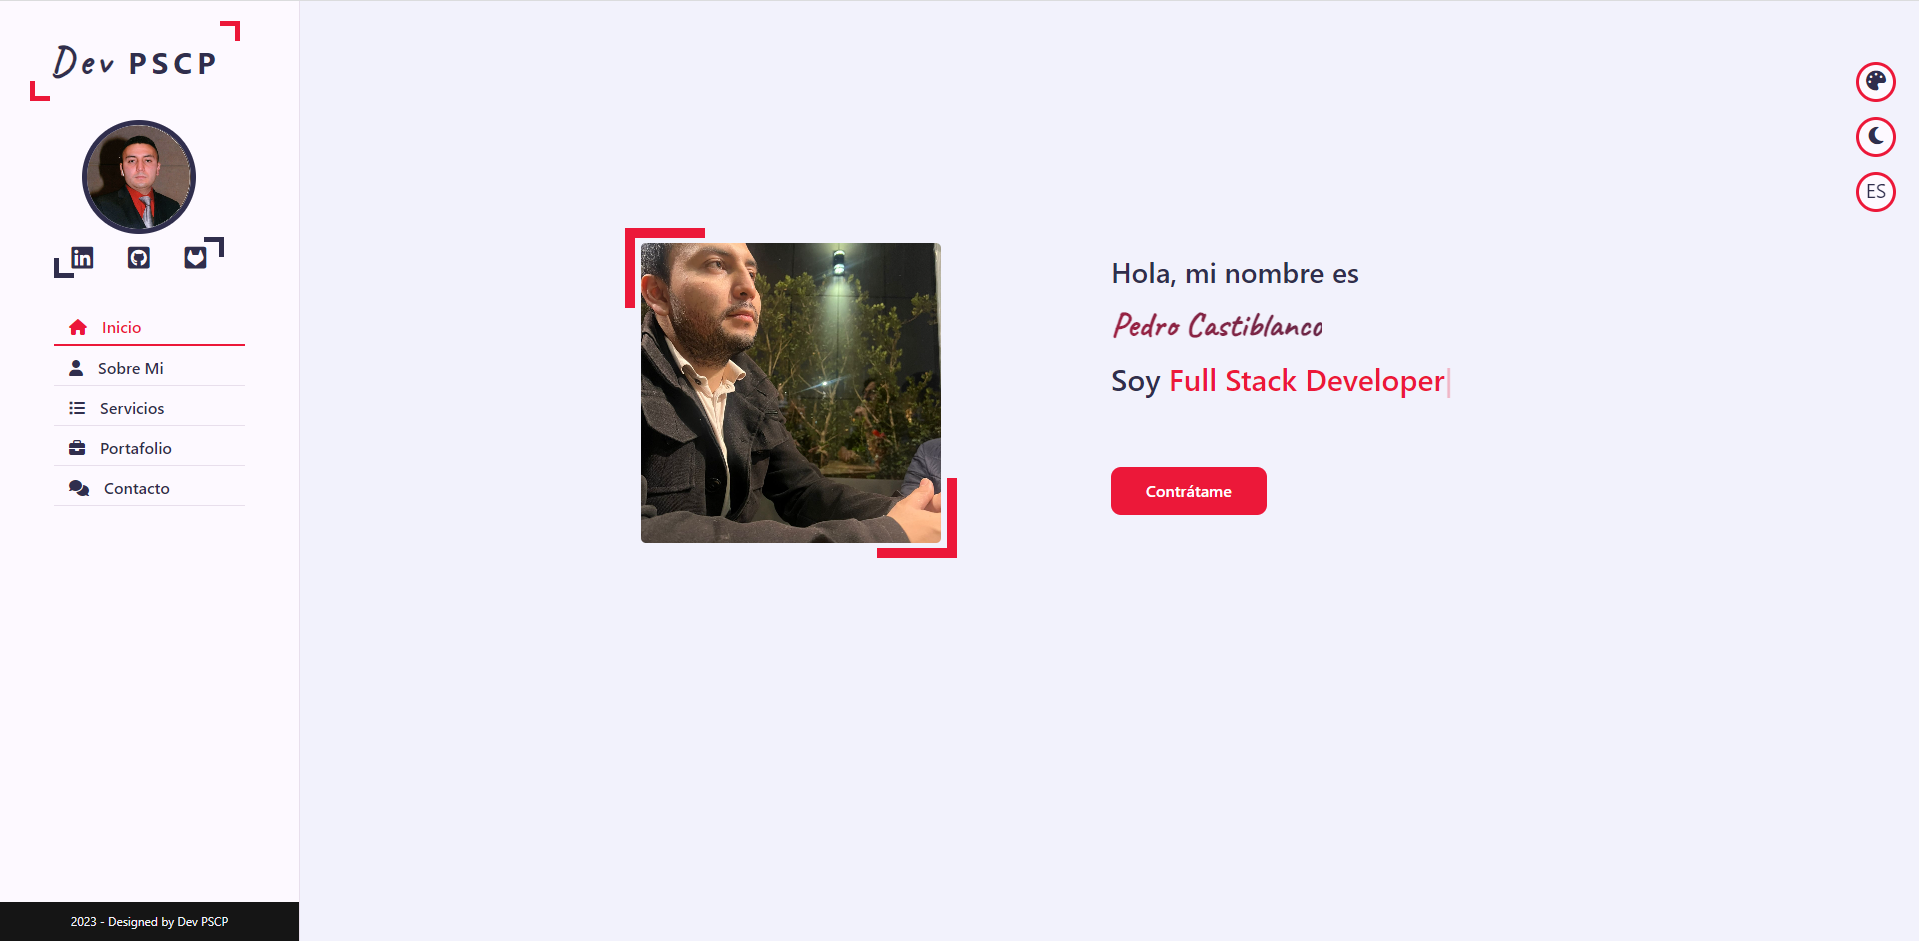 Dev PSCP
Inicio
Sobre Mi
Servicios
Portafolio
Contacto
2023 - Designed by Dev PSCP
Hola, mi nombre es
Pedro Castiblanco
Soy Full Stack Developer
Contrátame
ES